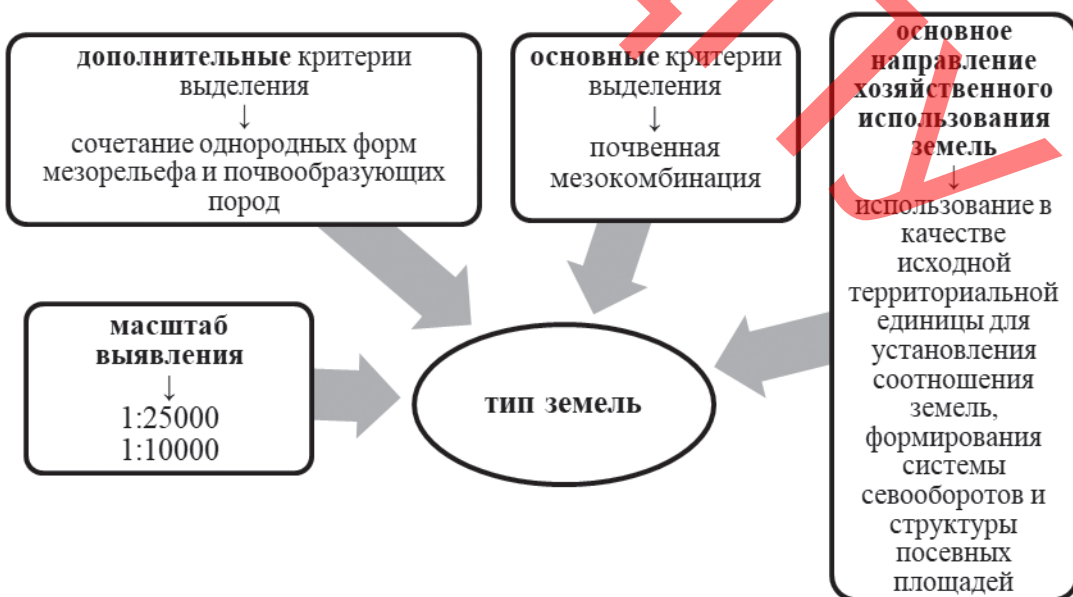 дополнительные критерии
выделения
↓
сочетание однородных форм
мезорельефа и почвообразующих
пород
основные критерии
выделения
↓
почвенная
мезокомбинация
основное
направление
хозяйственного
использования
земель
↓
использование в
качестве
исходной
территориальной
единицы для
установления
соотношения
земель,
формирования
системы
севооборотов и
структуры
посевных
площадей
масштаб
выявления
↓
1:25000
1:10000
тип земель